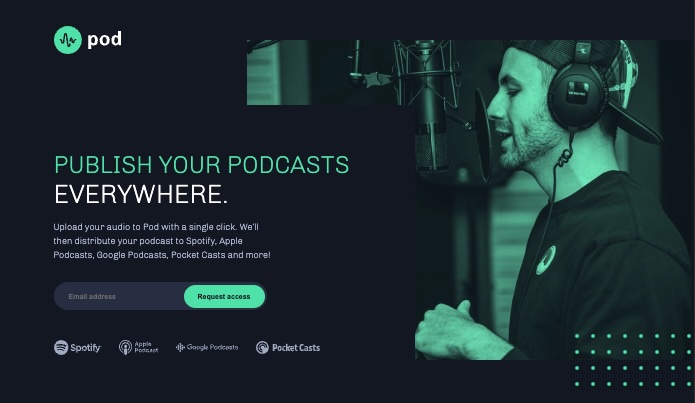 pod
PUBLISH YOUR PODCASTS
EVERYWHERE.
Upload your audio to Pod with a single click. We'll
then distribute your podcast to Spotify, Apple
Podcasts, Google Podcasts, Pocket Casts and more!
Email address
Request access
Spotify
Apple
Podcast
Google Podcasts
Pocket Casts